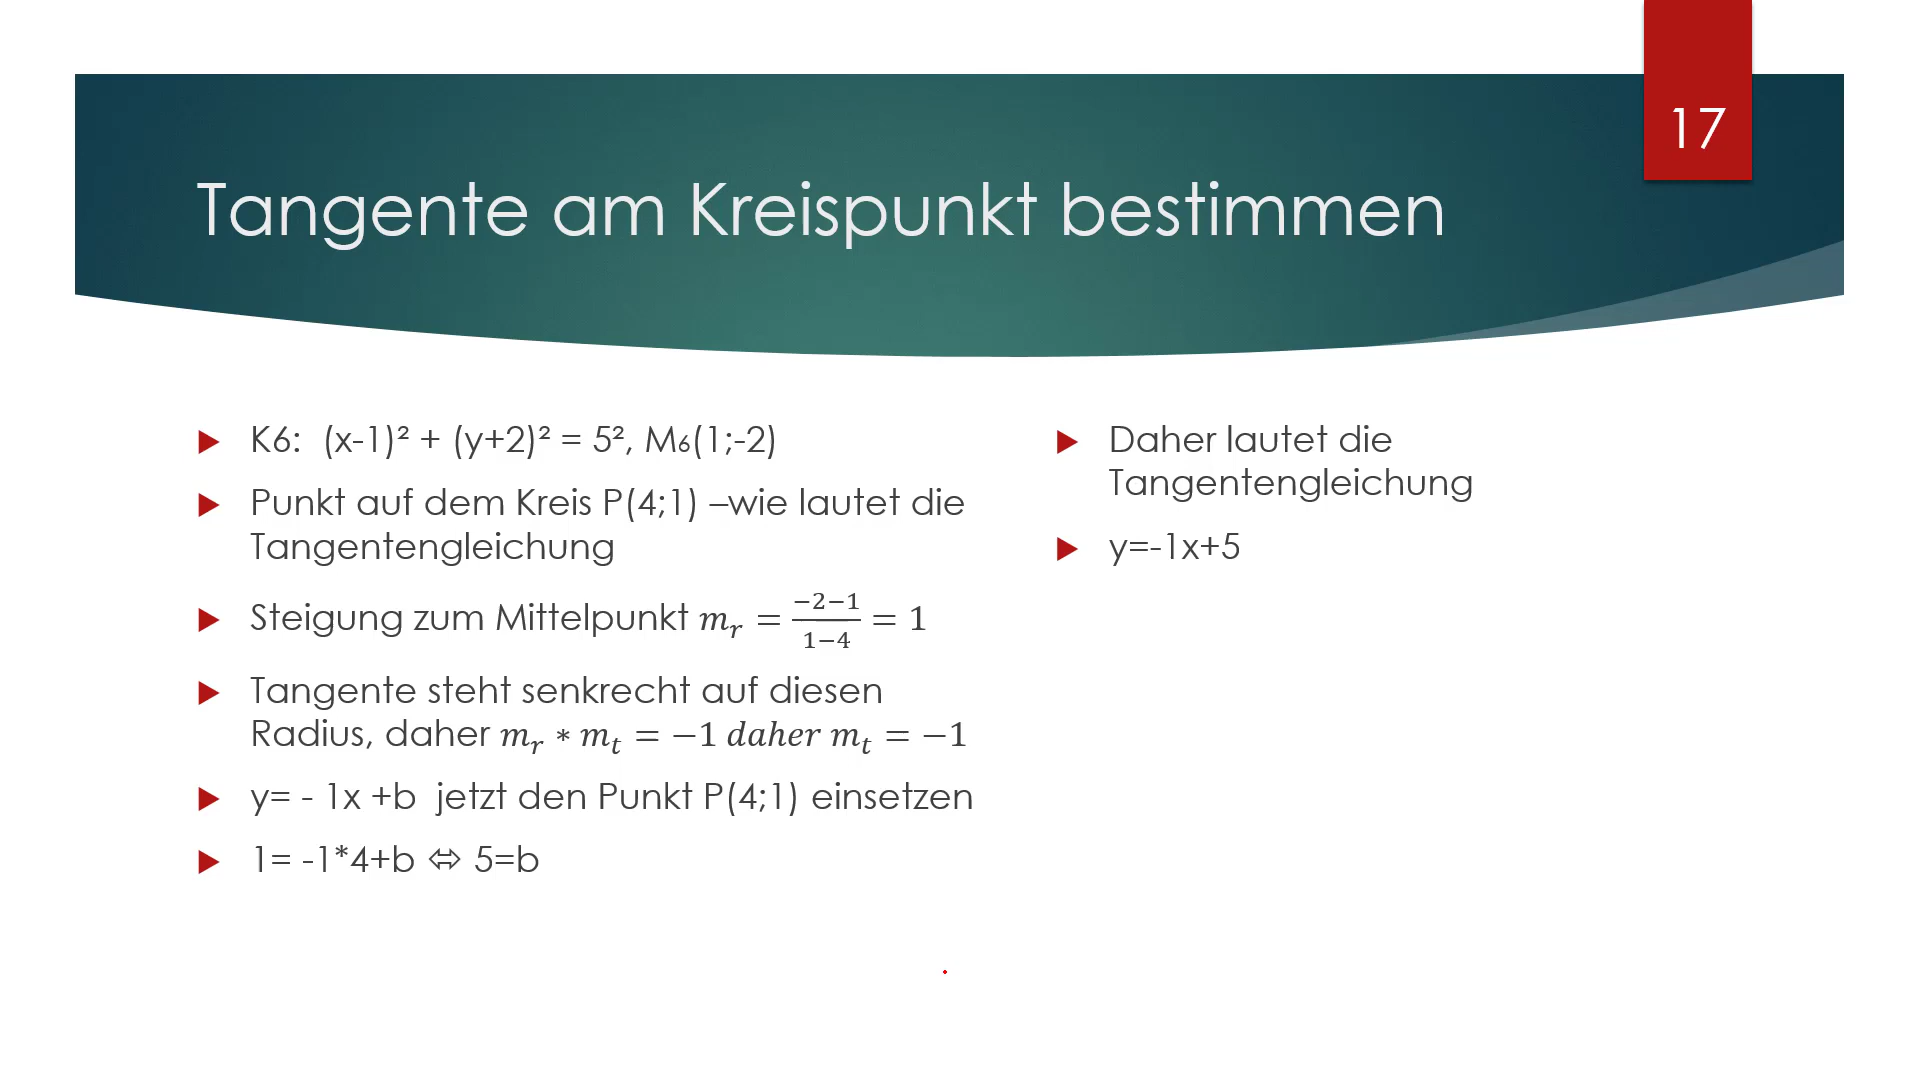 17
Tangente am Kreispunkt bestimmen
K6:  (x-1)² + (y+2)² = 5², M₆(1;-2)
Punkt auf dem Kreis P(4;1) –wie lautet die
Tangentengleichung
Steigung zum Mittelpunkt $m_r = \frac{-2-1}{1-4} = 1$
Tangente steht senkrecht auf diesen
Radius, daher $m_r * m_t = -1\ daher\ m_t = -1$
y= - 1x +b  jetzt den Punkt P(4;1) einsetzen
1= -1*4+b ⬄ 5=b
Daher lautet die
Tangentengleichung
y=-1x+5